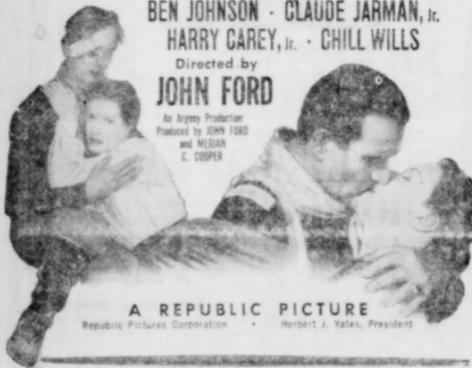 BEN JOHNSON · CLAUDE JARMAN, Jr.
HARRY CAREY, Jr. · CHILL WILLS
Directed by
JOHN FORD
An Argosy Production
Produced by JOHN FORD
and MERIAN
C. COOPER
A REPUBLIC PICTURE
Republic Pictures Corporation · Herbert J. Yates, President